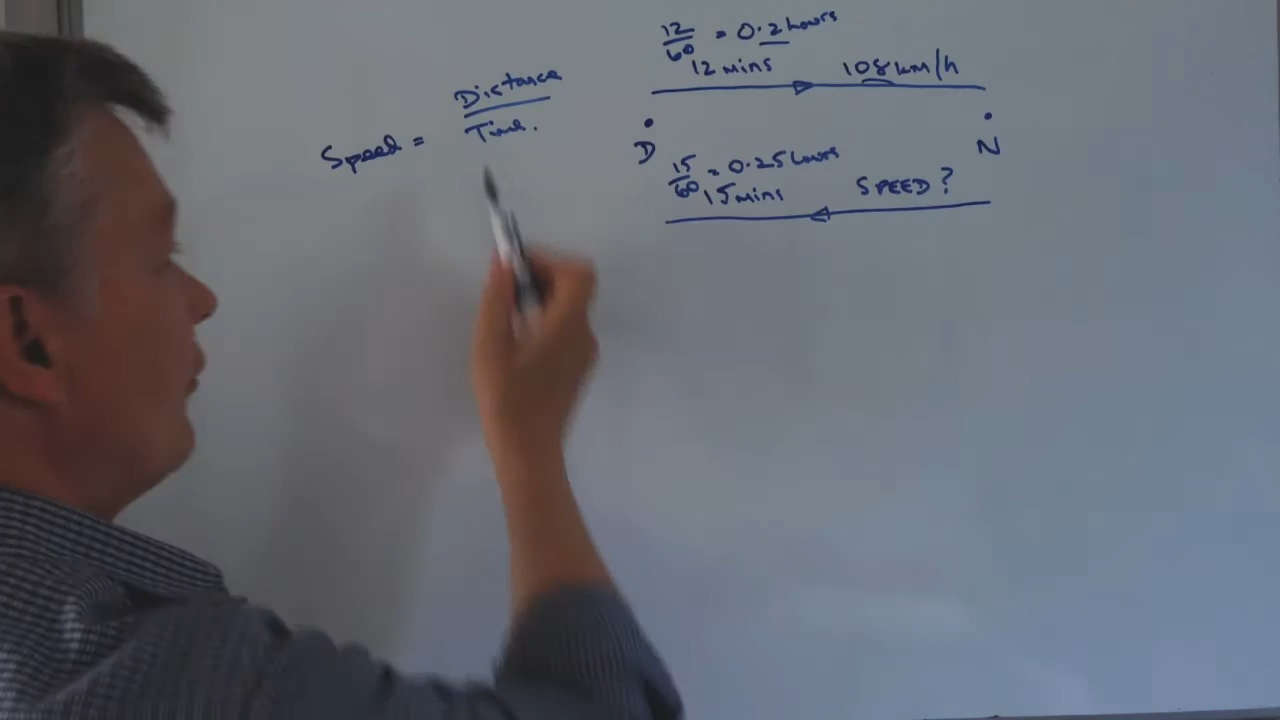 Speed = Distance
Time.
12/60 = 0.2 hours
12 mins 108 km/h
D N
15/60 = 0.25 hours
15 mins SPEED?